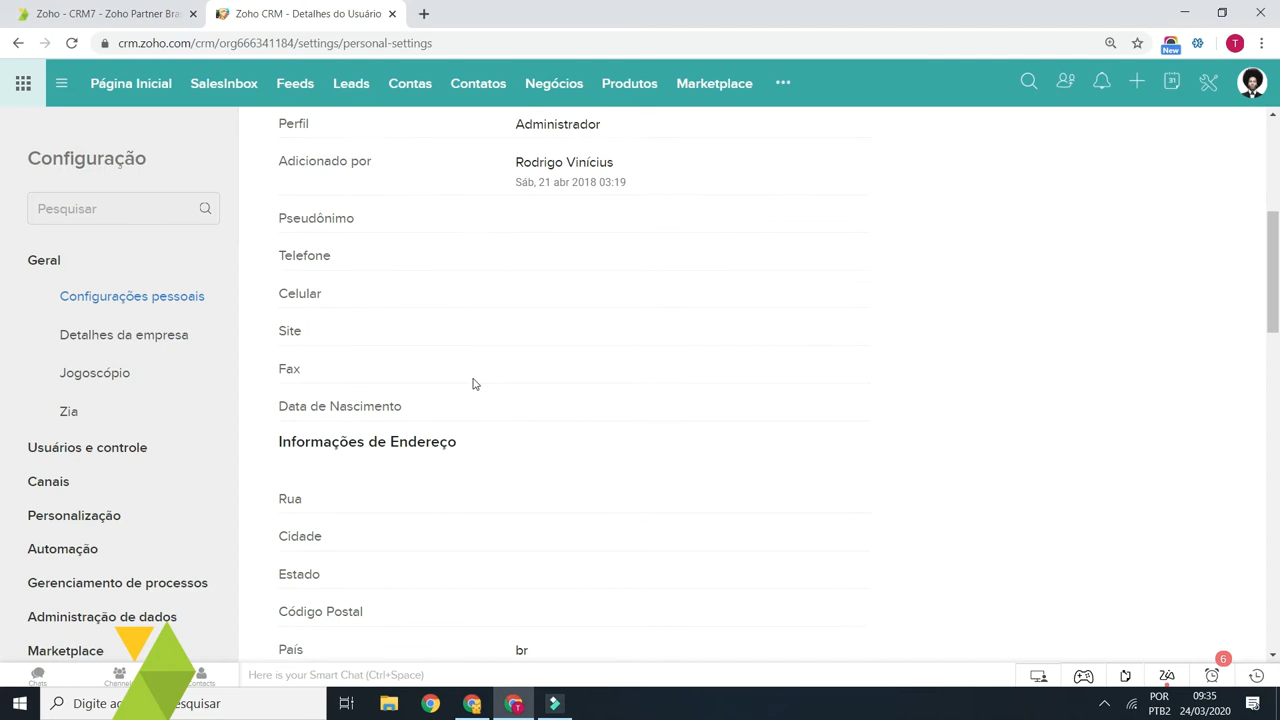 Zoho - CRM7 - Zoho Partner Bra
Zoho CRM - Detalhes do Usuário
crm.zoho.com/crm/org666341184/settings/personal-settings
New
T
Página Inicial
SalesInbox
Feeds
Leads
Contas
Contatos
Negócios
Produtos
Marketplace
31
Configuração
Pesquisar
Geral
Configurações pessoais
Detalhes da empresa
Jogoscópio
Zia
Usuários e controle
Canais
Personalização
Automação
Gerenciamento de processos
Administração de dados
Marketplace
Perfil
Administrador
Adicionado por
Rodrigo Vinícius
Sáb, 21 abr 2018 03:19
Pseudônimo
Telefone
Celular
Site
Fax
Data de Nascimento
Informações de Endereço
Rua
Cidade
Estado
Código Postal
País
br
Chats
Here is your Smart Chat (Ctrl+Space)
6
POR
PTB2
09:35
24/03/2020